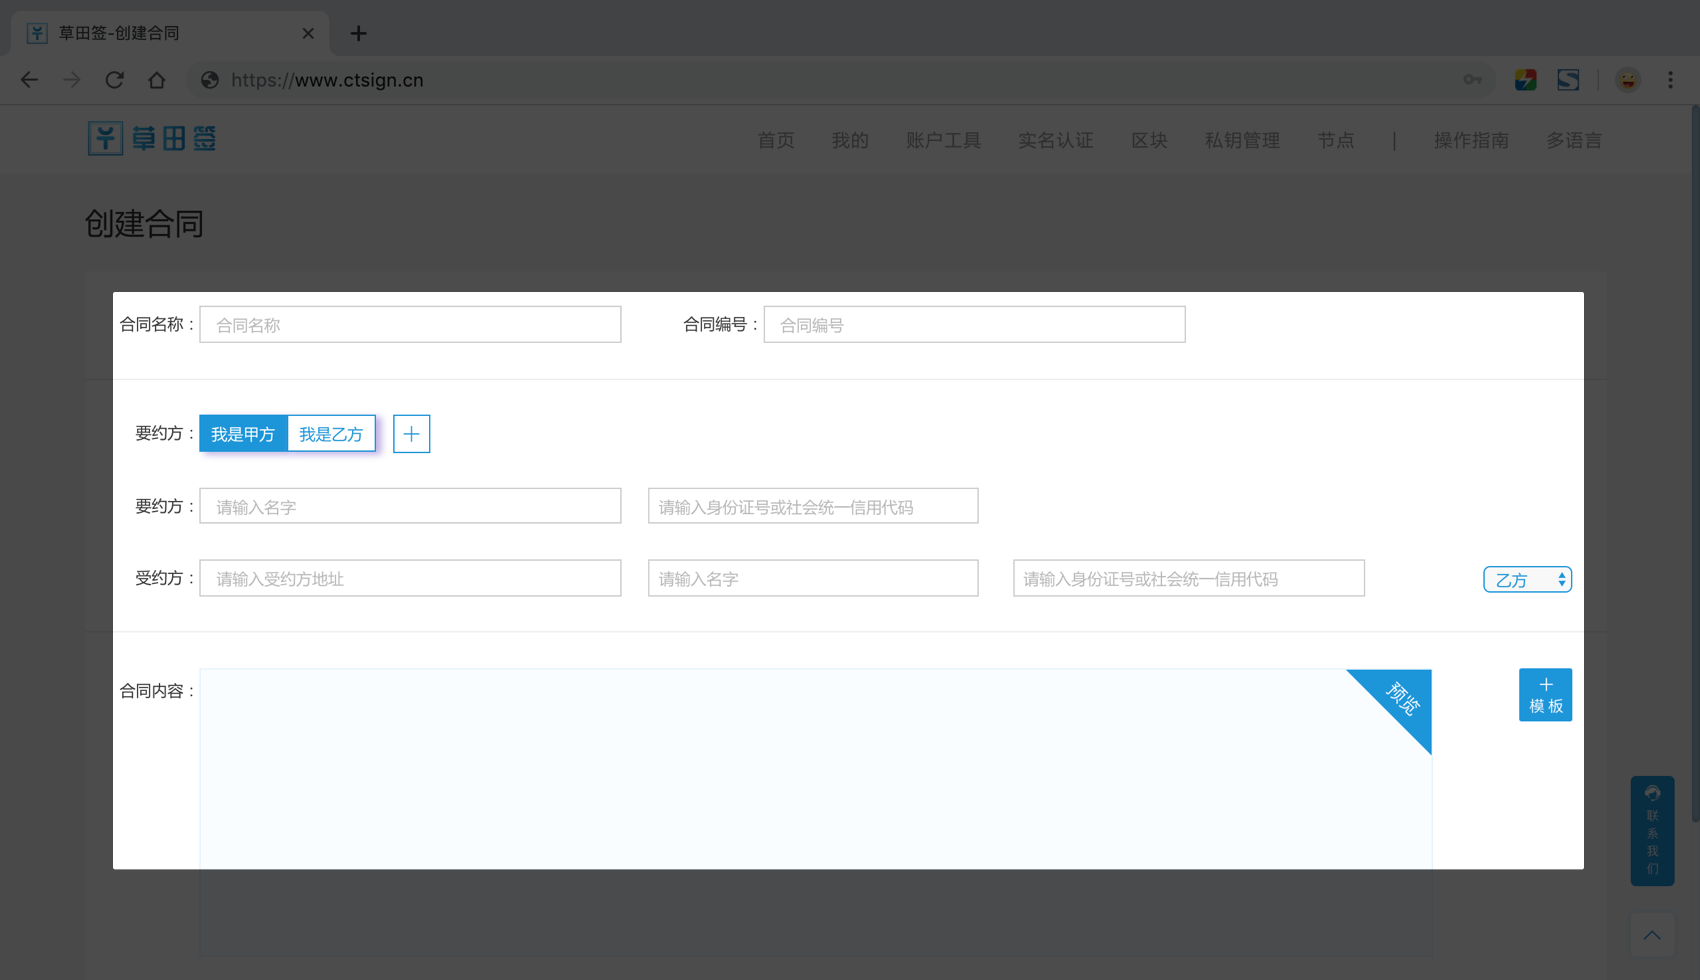 草田签-创建合同
https://www.ctsign.cn
草田签
首页 我的 账户工具 实名认证 区块 私钥管理 节点 | 操作指南 多语言
创建合同
合同名称： 合同名称 合同编号： 合同编号
要约方： 我是甲方 我是乙方 +
要约方： 请输入名字 请输入身份证号或社会统一信用代码
受约方： 请输入受约方地址 请输入名字 请输入身份证号或社会统一信用代码 乙方
合同内容： 预览
+
模板
联
系
我
们